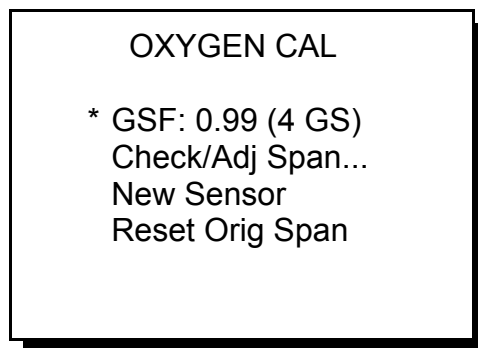 OXYGEN CAL
* GSF: 0.99 (4 GS)
Check/Adj Span...
New Sensor
Reset Orig Span